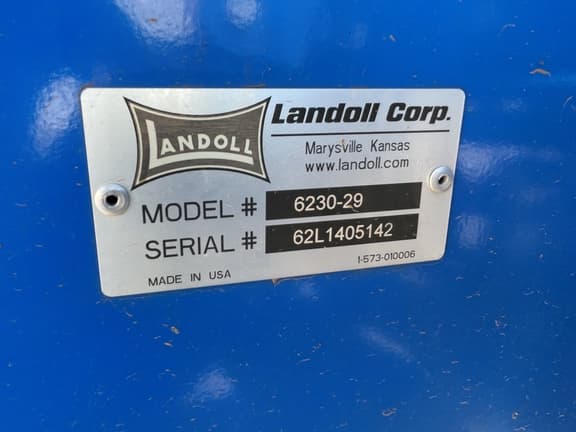 LANDOLL
Landoll Corp.
Marysville Kansas
www.landoll.com
MODEL # 6230-29
SERIAL # 62L1405142
MADE IN USA
1-573-010006